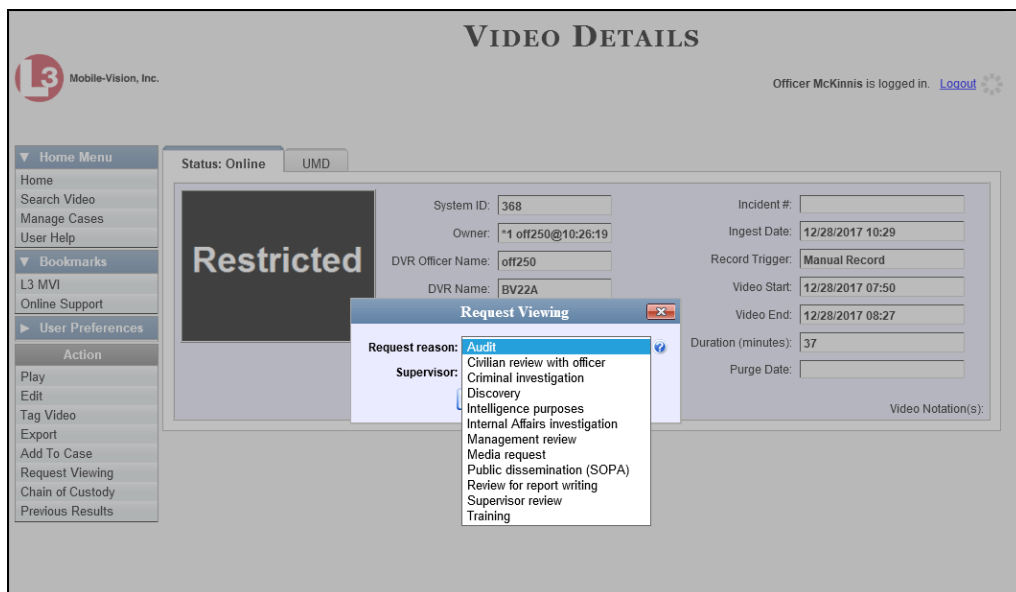 VIDEO DETAILS
L3 Mobile-Vision, Inc.
Officer McKinnis is logged in. Logout
▼ Home Menu
Home
Search Video
Manage Cases
User Help
▼ Bookmarks
L3 MVI
Online Support
▶ User Preferences
Action
Play
Edit
Tag Video
Export
Add To Case
Request Viewing
Chain of Custody
Previous Results
Status: Online UMD
Restricted
System ID: 368
Owner: *1 off250@10:26:19
DVR Officer Name: off250
DVR Name: BV22A
Incident #:
Ingest Date: 12/28/2017 10:29
Record Trigger: Manual Record
Video Start: 12/28/2017 07:50
Video End: 12/28/2017 08:27
Duration (minutes): 37
Purge Date:
Video Notation(s):
Request Viewing
Request reason: Audit
Supervisor:
Civilian review with officer
Criminal investigation
Discovery
Intelligence purposes
Internal Affairs investigation
Management review
Media request
Public dissemination (SOPA)
Review for report writing
Supervisor review
Training